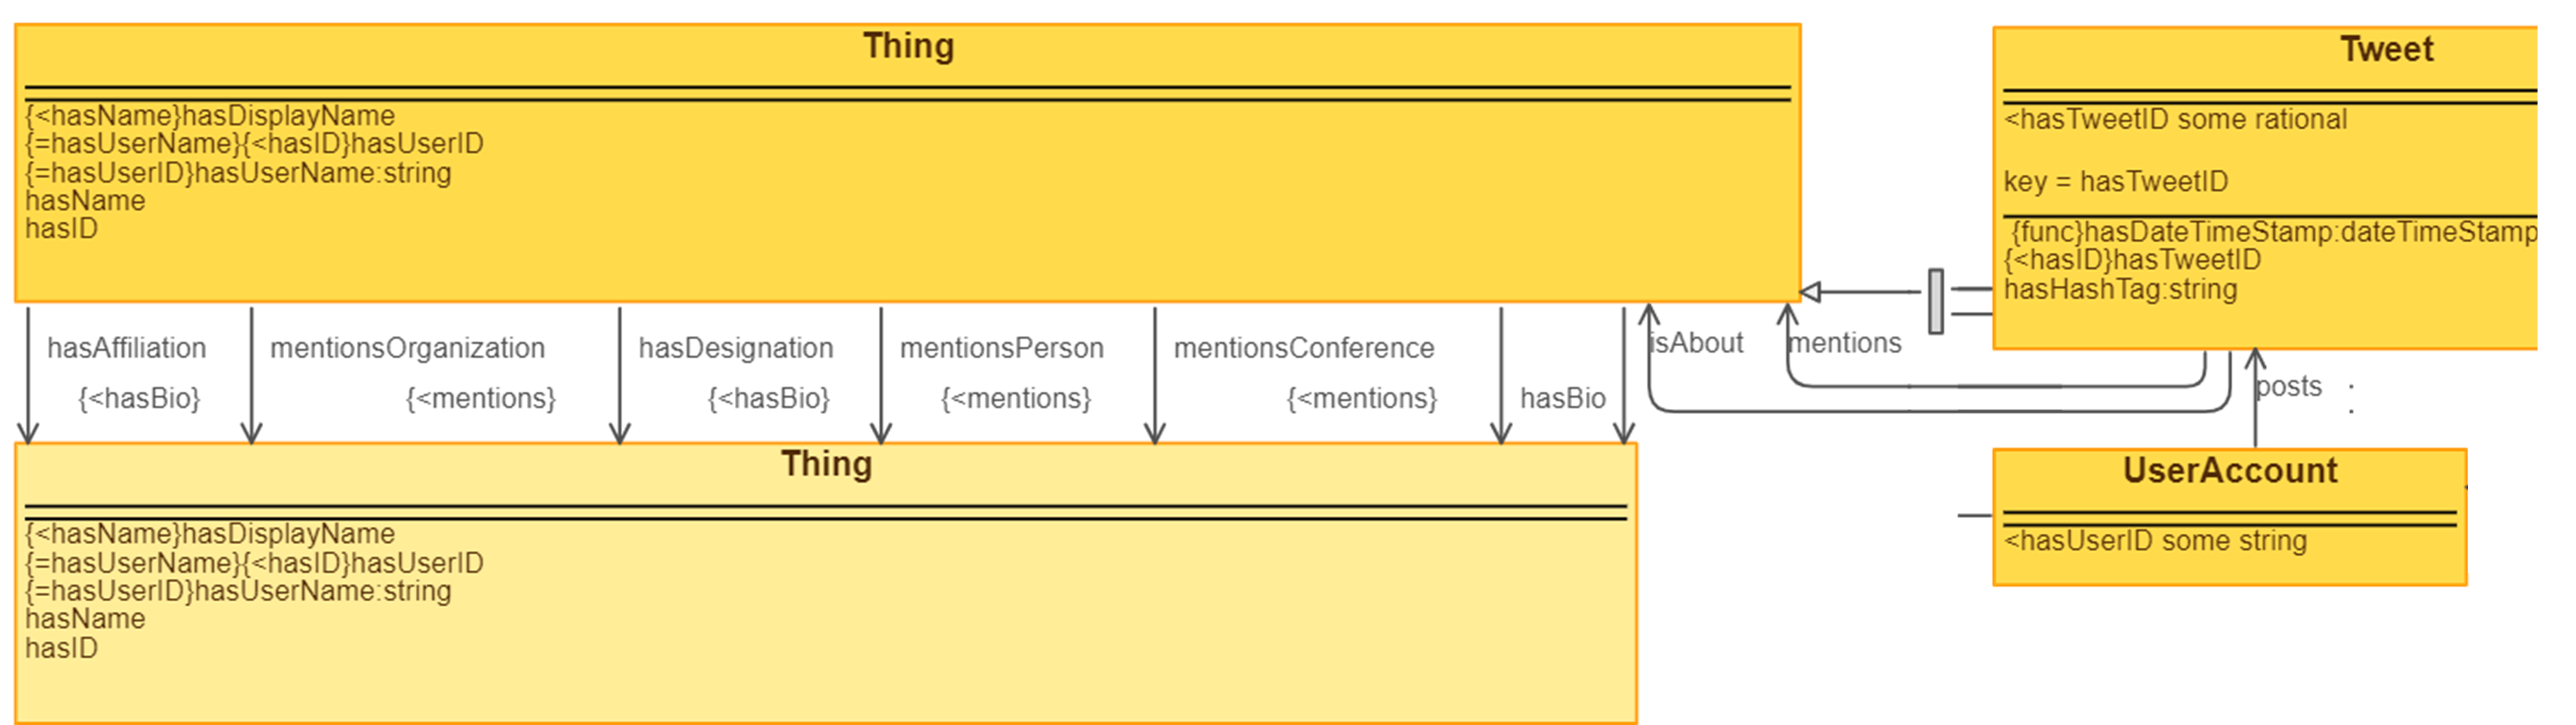 Thing
{<hasName}hasDisplayName
{=hasUserName}{<hasID}hasUserID
{=hasUserID}hasUserName:string
hasName
hasID
Tweet
<hasTweetID some rational
key = hasTweetID
{func}hasDateTimeStamp:dateTimeStamp
{<hasID}hasTweetID
hasHashTag:string
hasAffiliation
{<hasBio}
mentionsOrganization
{<mentions}
hasDesignation
{<hasBio}
mentionsPerson
{<mentions}
mentionsConference
{<mentions}
hasBio
isAbout
mentions
posts :
Thing
{<hasName}hasDisplayName
{=hasUserName}{<hasID}hasUserID
{=hasUserID}hasUserName:string
hasName
hasID
UserAccount
<hasUserID some string